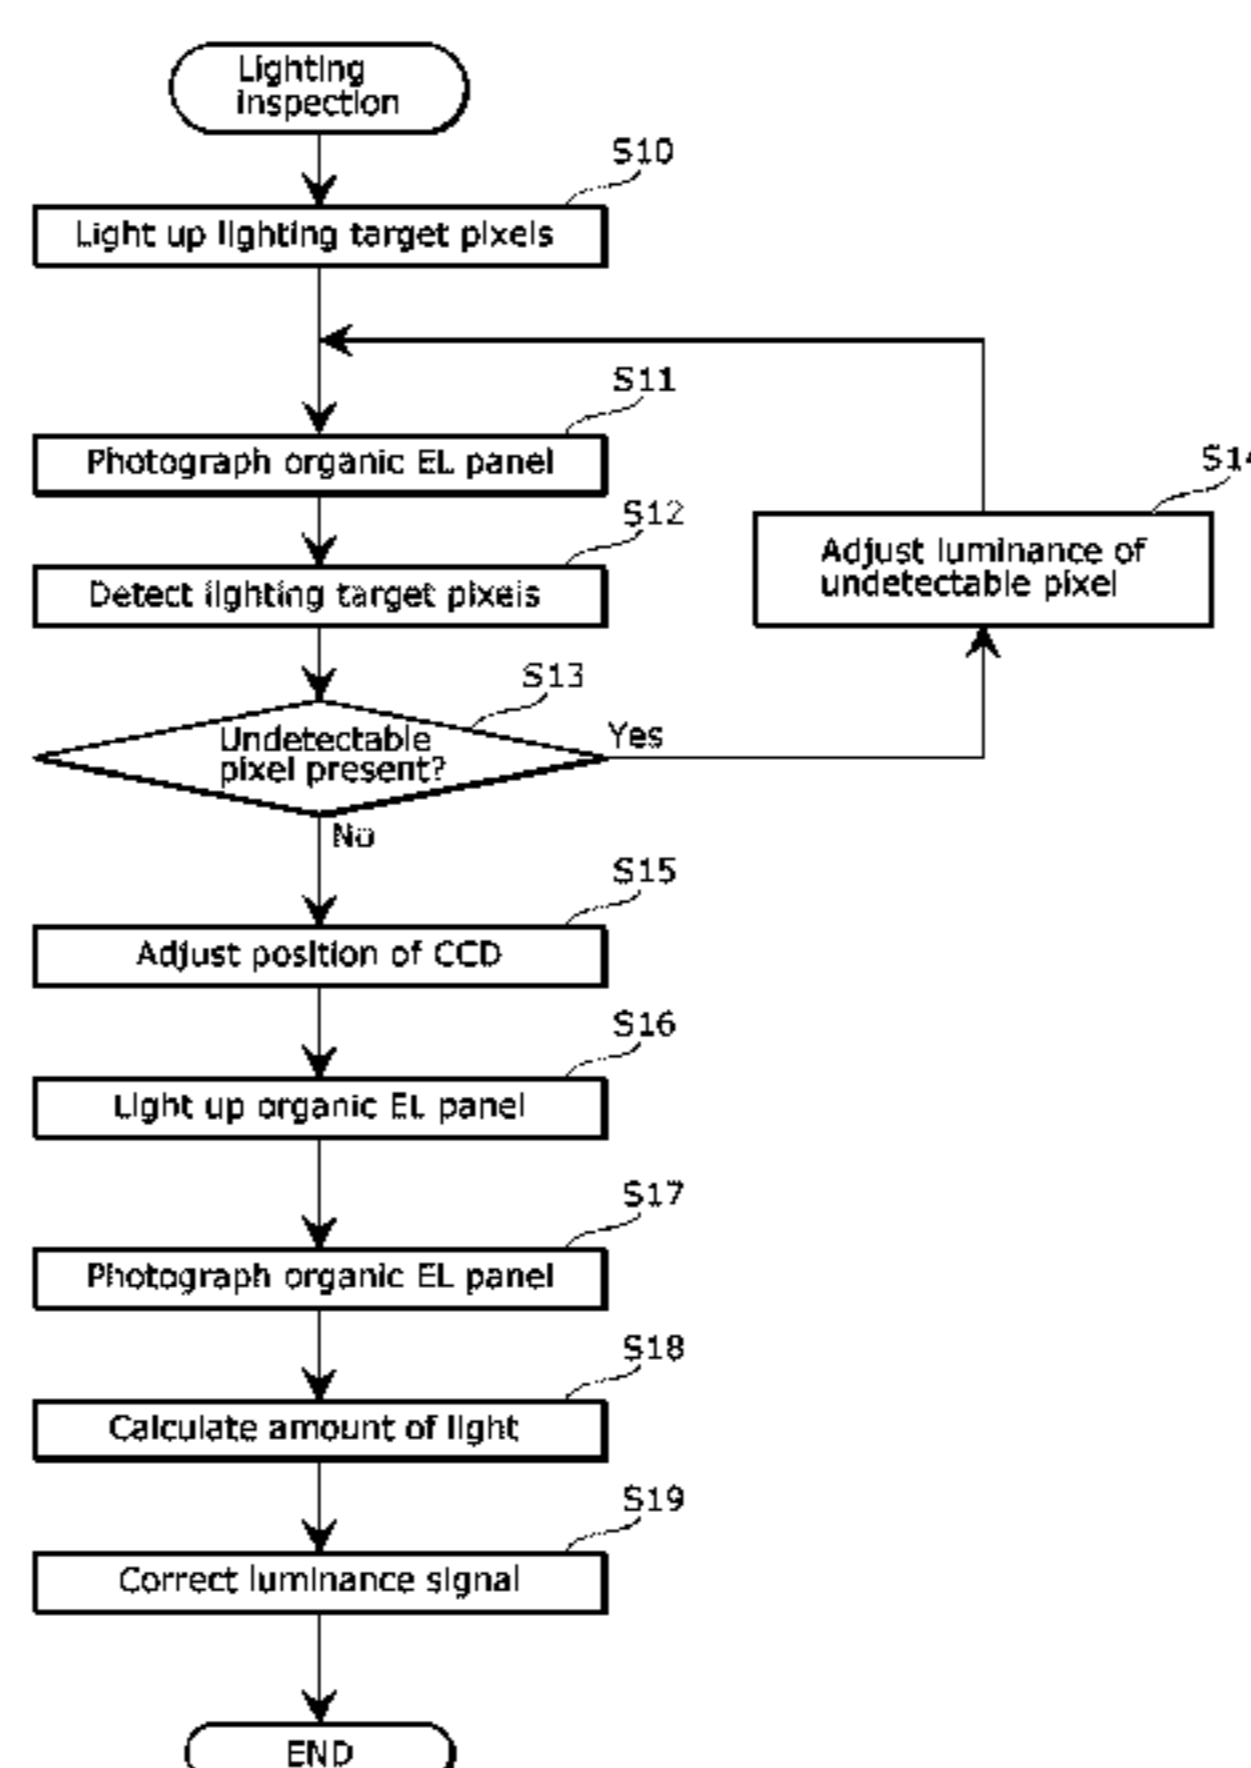 Lighting
inspection
S10
Light up lighting target pixels
S11
Photograph organic EL panel
S12
Detect lighting target pixels
S14
Adjust luminance of
undetectable pixel
S13
Undetectable
pixel present?
Yes
No
S15
Adjust position of CCD
S16
Light up organic EL panel
S17
Photograph organic EL panel
S18
Calculate amount of light
S19
Correct luminance signal
END